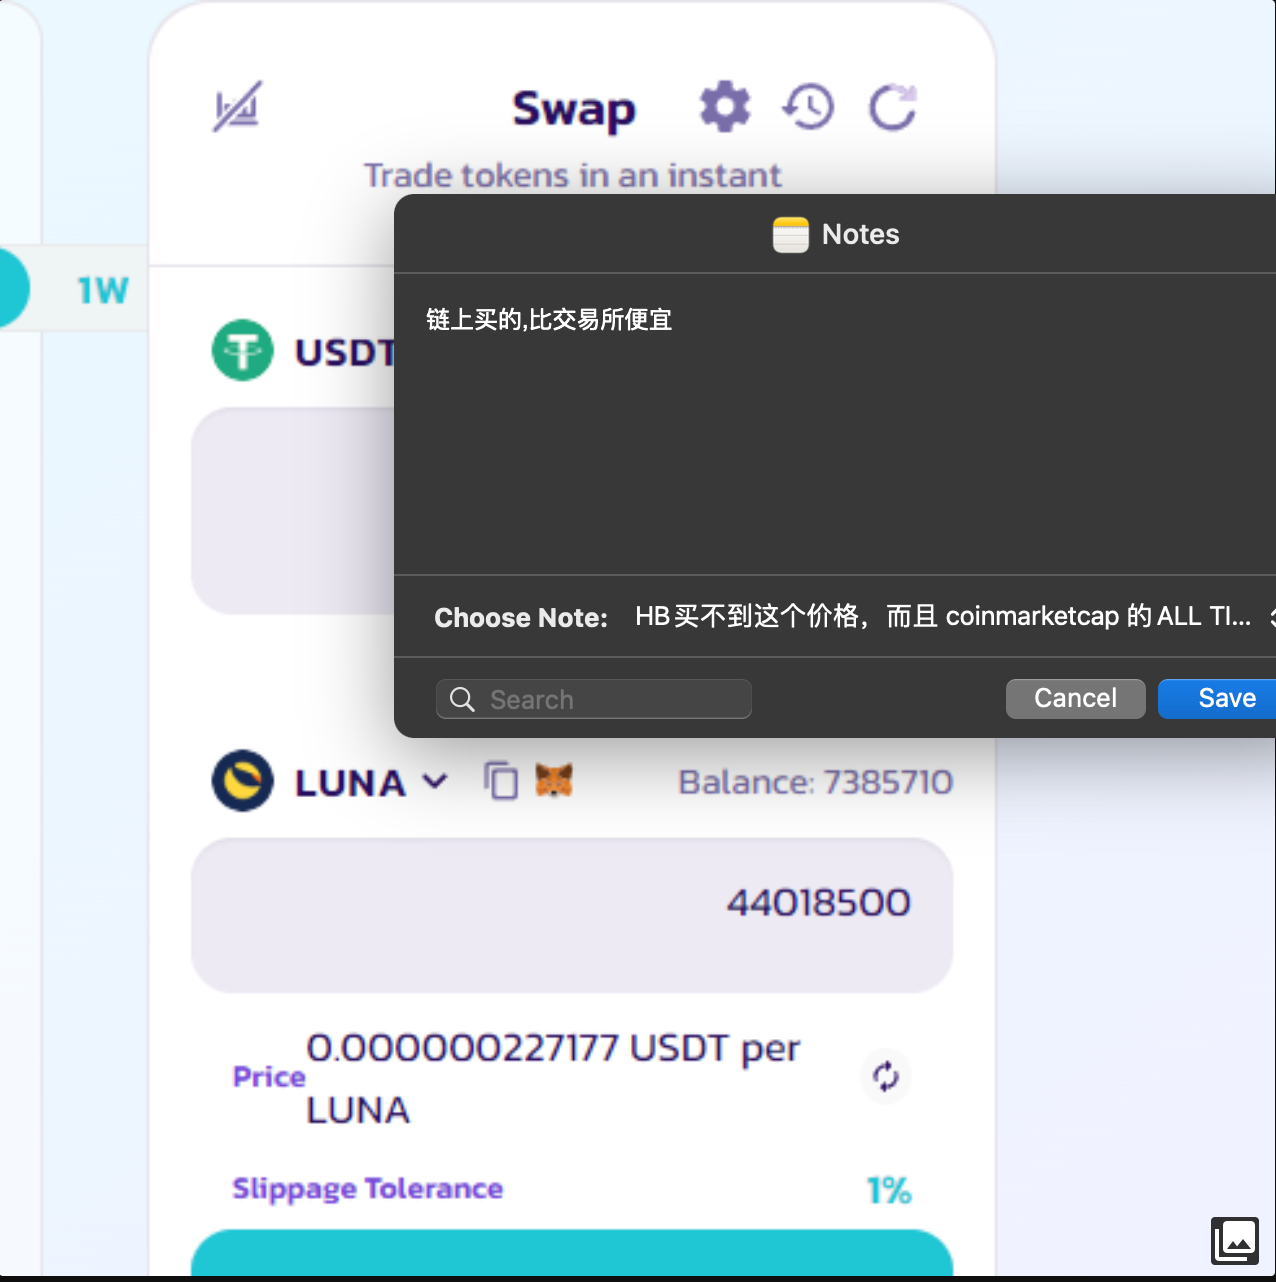 Swap
Trade tokens in an instant
Notes
1W
链上买的,比交易所便宜
USDT
Choose Note: HB买不到这个价格，而且 coinmarketcap 的 ALL TI...
Search
Cancel
Save
LUNA
Balance: 7385710
44018500
Price
0.000000227177 USDT per
LUNA
Slippage Tolerance
1%